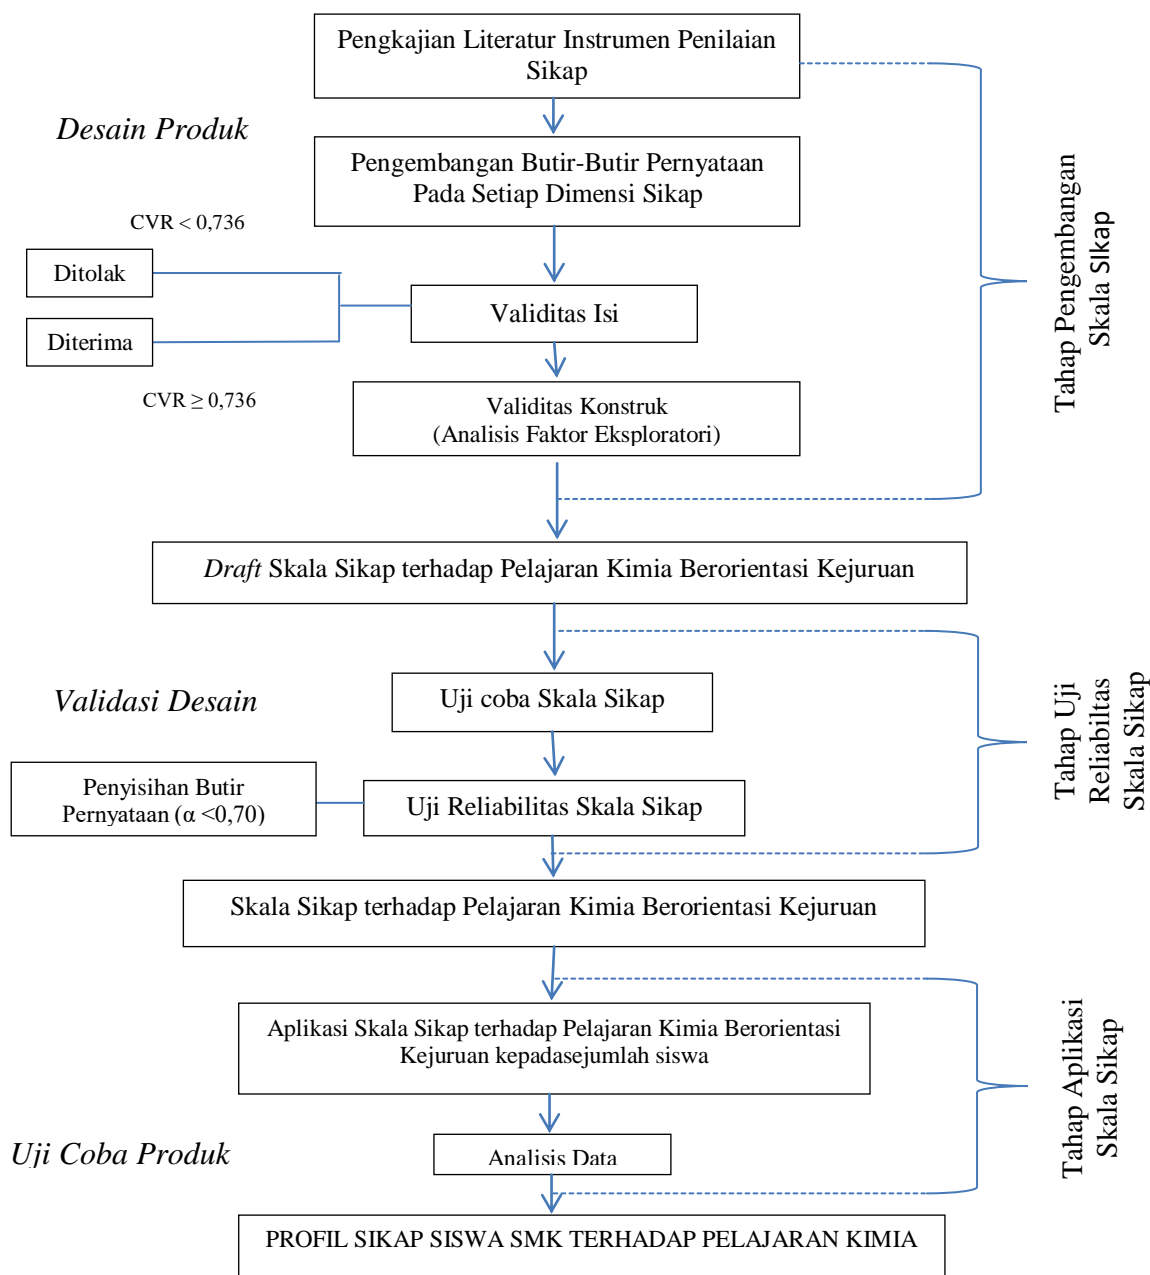 Pengkajian Literatur Instrumen Penilaian
Sikap
Desain Produk
Pengembangan Butir-Butir Pernyataan
Pada Setiap Dimensi Sikap
CVR < 0,736
Ditolak
Validitas Isi
Diterima
CVR ≥ 0,736
Validitas Konstruk
(Analisis Faktor Eksploratori)
Tahap Pengembangan
Skala Sikap
Draft Skala Sikap terhadap Pelajaran Kimia Berorientasi Kejuruan
Validasi Desain
Uji coba Skala Sikap
Penyisihan Butir
Pernyataan (α <0,70)
Uji Reliabilitas Skala Sikap
Tahap Uji
Reliabiltas
Skala Sikap
Skala Sikap terhadap Pelajaran Kimia Berorientasi Kejuruan
Aplikasi Skala Sikap terhadap Pelajaran Kimia Berorientasi
Kejuruan kepadasejumlah siswa
Uji Coba Produk
Analisis Data
Tahap Aplikasi
Skala Sikap
PROFIL SIKAP SISWA SMK TERHADAP PELAJARAN KIMIA